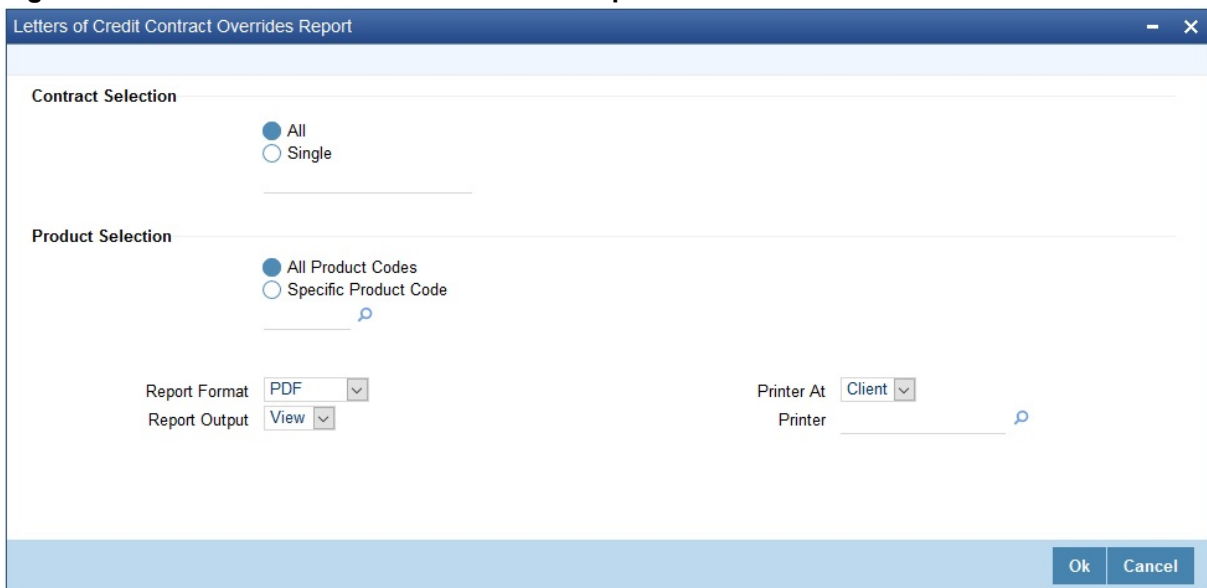 Letters of Credit Contract Overrides Report
Contract Selection
All
Single
Product Selection
All Product Codes
Specific Product Code
Report Format PDF Printer At Client
Report Output View Printer
Ok Cancel